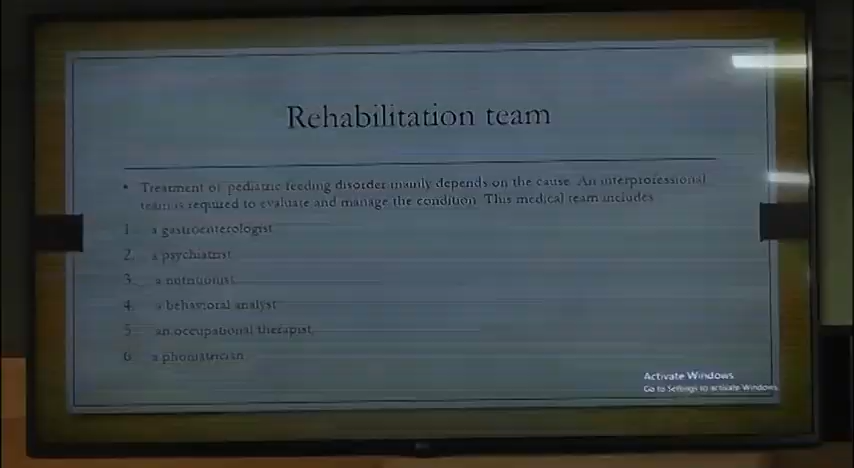 Rehabilitation team
• Treatment of pediatric feeding disorder mainly depends on the cause. An interprofessional
team is required to evaluate and manage the condition. This medical team includes
1. a gastroenterologist
2. a psychiatrist
3. a nutritionist
4. a behavioral analyst
5. an occupational therapist
6. a phoniatrician
Activate Windows
Go to Settings to activate Windows.